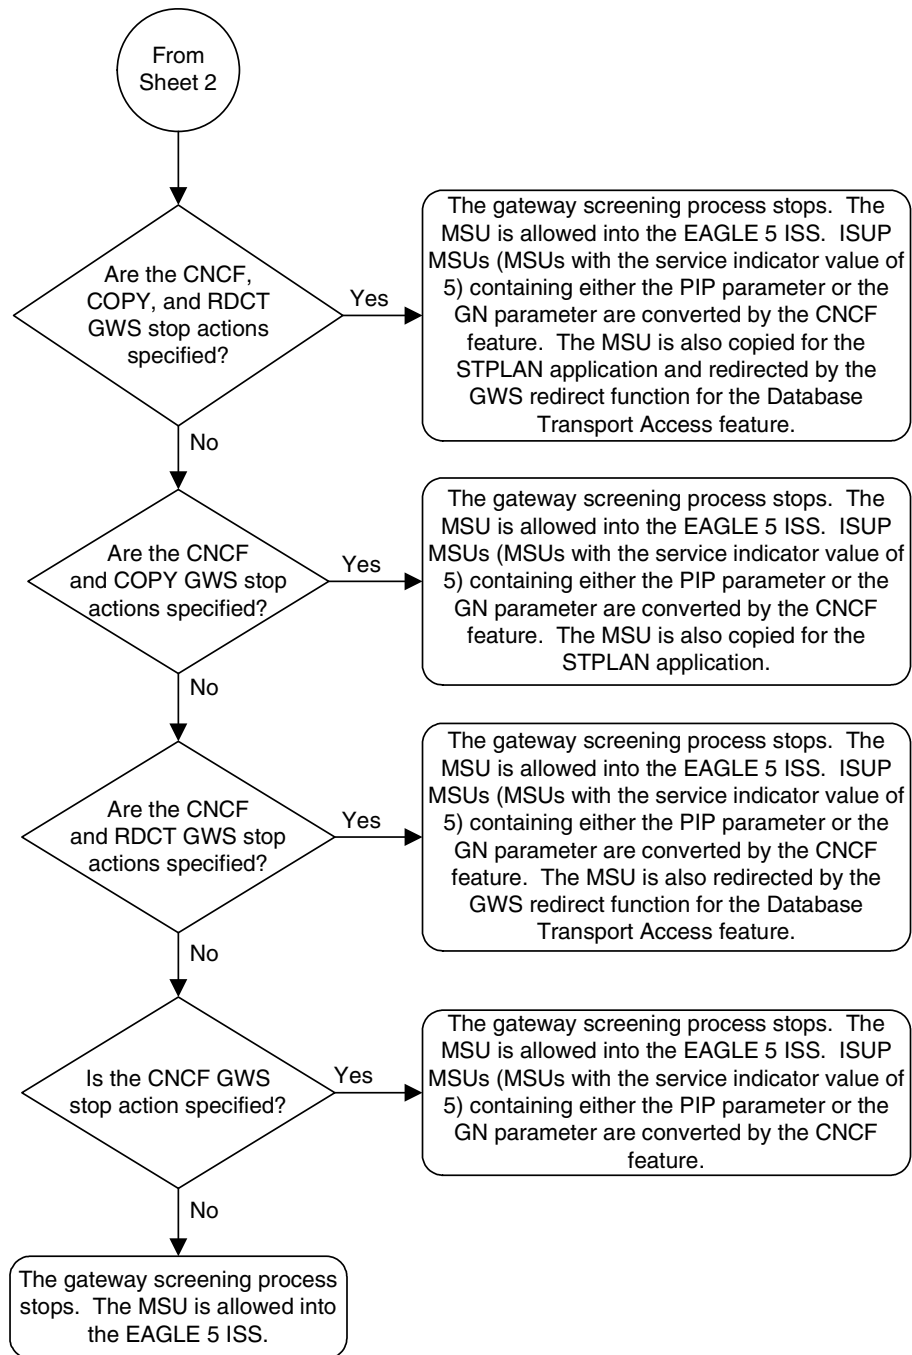 From
Sheet 2
Are the CNCF,
COPY, and RDCT
GWS stop actions
specified?
Yes
The gateway screening process stops.  The
MSU is allowed into the EAGLE 5 ISS.  ISUP
MSUs (MSUs with the service indicator value of
5) containing either the PIP parameter or the
GN parameter are converted by the CNCF
feature.  The MSU is also copied for the
STPLAN application and redirected by the
GWS redirect function for the Database
Transport Access feature.
No
Are the CNCF
and COPY GWS stop
actions specified?
Yes
The gateway screening process stops.  The
MSU is allowed into the EAGLE 5 ISS.  ISUP
MSUs (MSUs with the service indicator value of
5) containing either the PIP parameter or the
GN parameter are converted by the CNCF
feature.  The MSU is also copied for the
STPLAN application.
No
Are the CNCF
and RDCT GWS stop
actions specified?
Yes
The gateway screening process stops.  The
MSU is allowed into the EAGLE 5 ISS.  ISUP
MSUs (MSUs with the service indicator value of
5) containing either the PIP parameter or the
GN parameter are converted by the CNCF
feature.  The MSU is also redirected by the
GWS redirect function for the Database
Transport Access feature.
No
Is the CNCF GWS
stop action specified?
Yes
The gateway screening process stops.  The
MSU is allowed into the EAGLE 5 ISS.  ISUP
MSUs (MSUs with the service indicator value of
5) containing either the PIP parameter or the
GN parameter are converted by the CNCF
feature.
No
The gateway screening process
stops.  The MSU is allowed into
the EAGLE 5 ISS.